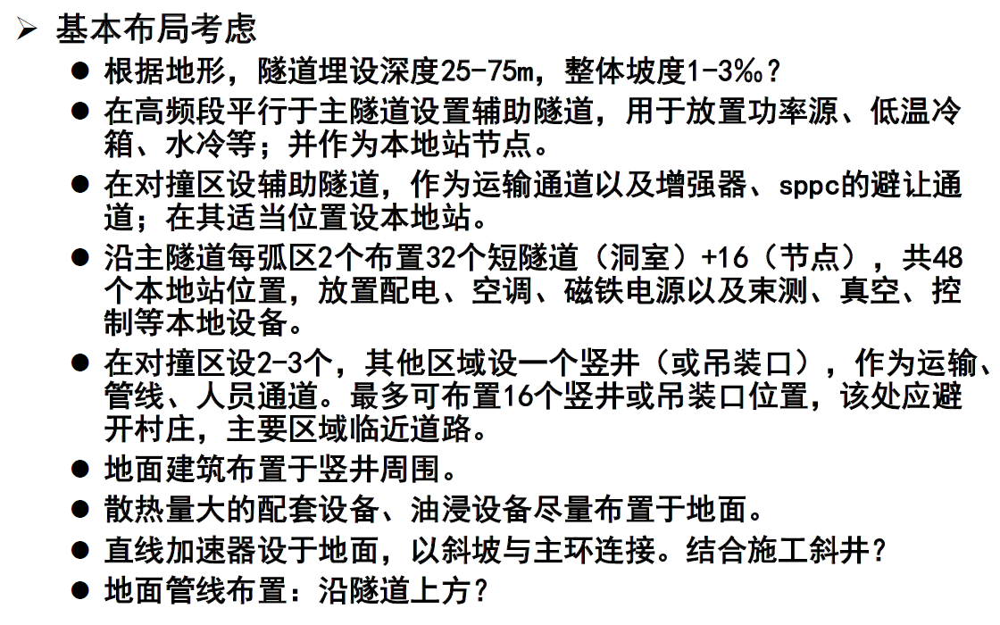 ➢ 基本布局考虑
● 根据地形，隧道埋设深度25-75m，整体坡度1-3‰？
● 在高频段平行于主隧道设置辅助隧道，用于放置功率源、低温冷
箱、水冷等；并作为本地站节点。
● 在对撞区设辅助隧道，作为运输通道以及增强器、sppc的避让通
道；在其适当位置设本地站。
● 沿主隧道每弧区2个布置32个短隧道（洞室）+16（节点），共48
个本地站位置，放置配电、空调、磁铁电源以及束测、真空、控
制等本地设备。
● 在对撞区设2-3个，其他区域设一个竖井（或吊装口），作为运输、
管线、人员通道。最多可布置16个竖井或吊装口位置，该处应避
开村庄，主要区域临近道路。
● 地面建筑布置于竖井周围。
● 散热量大的配套设备、油浸设备尽量布置于地面。
● 直线加速器设于地面，以斜坡与主环连接。结合施工斜井？
● 地面管线布置：沿隧道上方？